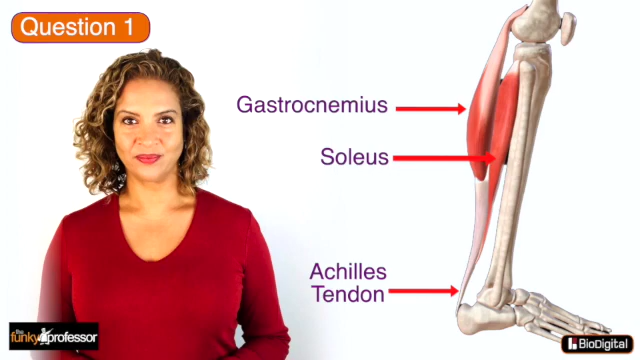 Question 1
Gastrocnemius
Soleus
Achilles
Tendon
the
funky professor
BioDigital